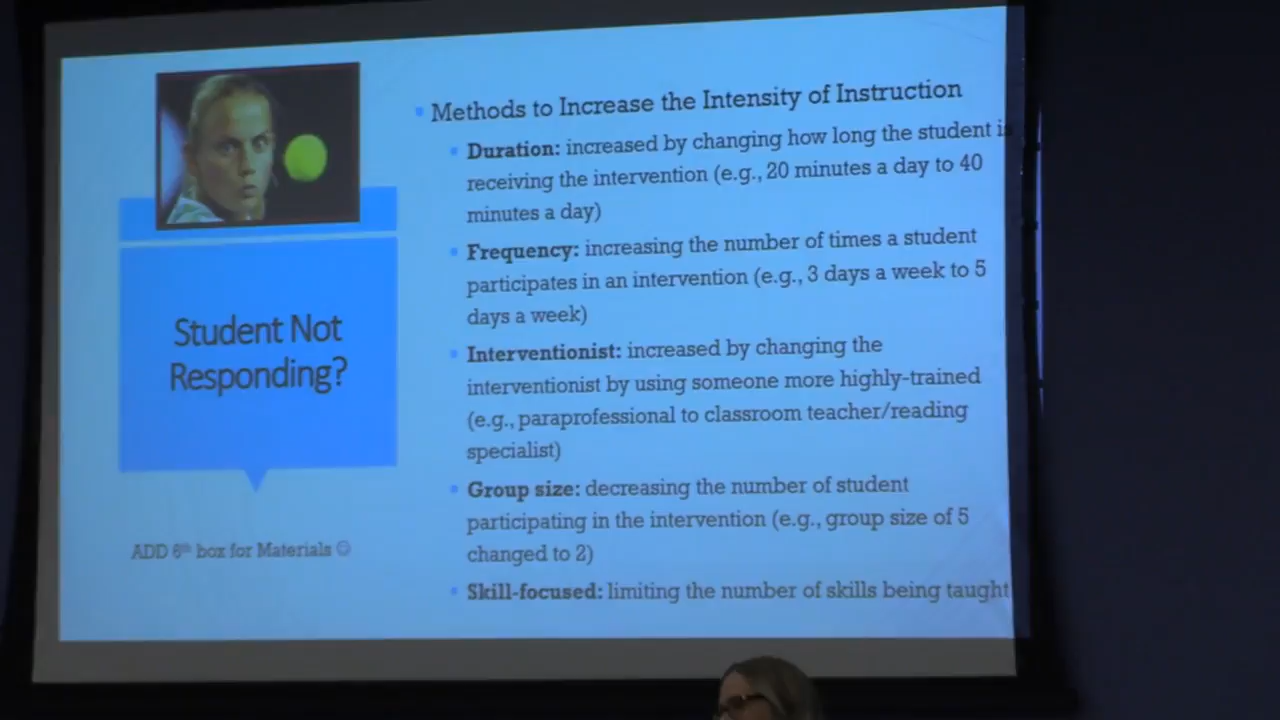 Student Not
Responding?
ADD 6th box for Materials ☺
Methods to Increase the Intensity of Instruction
Duration: increased by changing how long the student is
receiving the intervention (e.g., 20 minutes a day to 40
minutes a day)
Frequency: increasing the number of times a student
participates in an intervention (e.g., 3 days a week to 5
days a week)
Interventionist: increased by changing the
interventionist by using someone more highly-trained
(e.g., paraprofessional to classroom teacher/reading
specialist)
Group size: decreasing the number of student
participating in the intervention (e.g., group size of 5
changed to 2)
Skill-focused: limiting the number of skills being taught